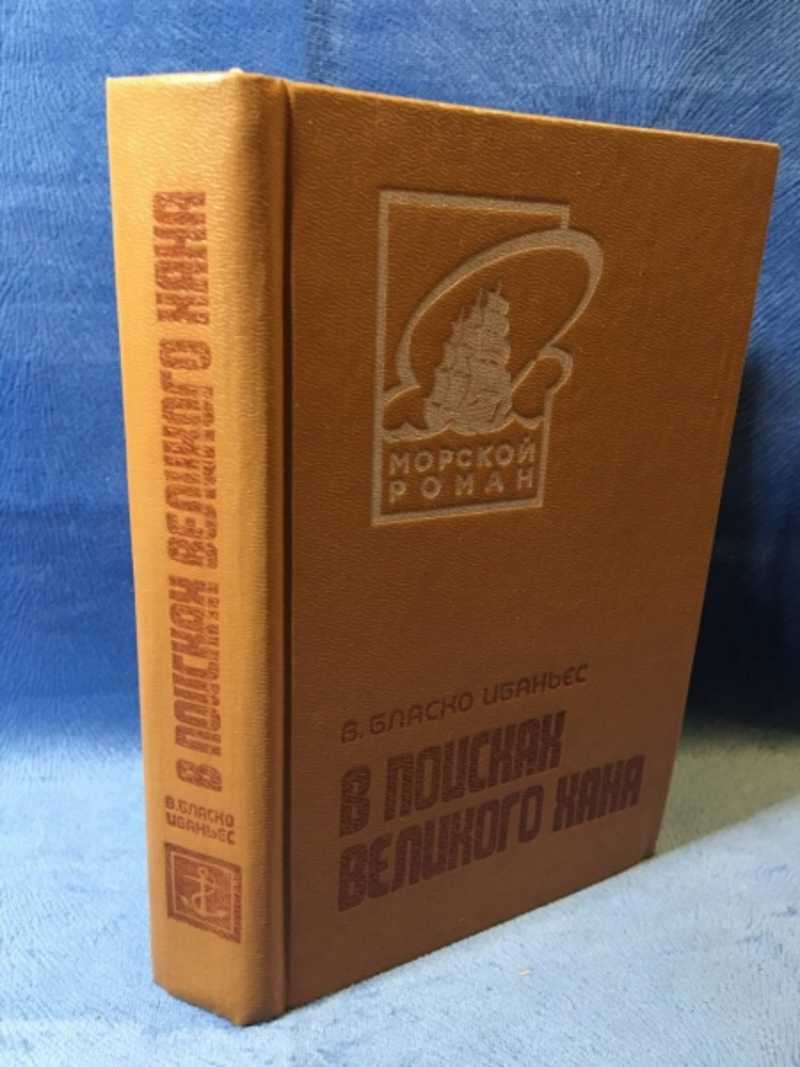 В ПОИСКАХ ВЕЛИКОГО ХАНА
В. БЛАСКО
ИБАНЬЕС
МОРСКОЙ
РОМАН
В. БЛАСКО ИБАНЬЕС
В ПОИСКАХ
ВЕЛИКОГО ХАНА